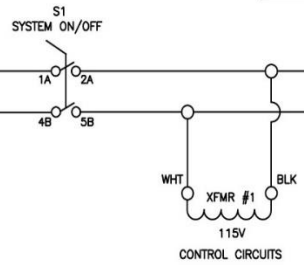 S1
SYSTEM ON/OFF
1A 2A
4B 5B
WHT XFMR #1 BLK
115V
CONTROL CIRCUITS